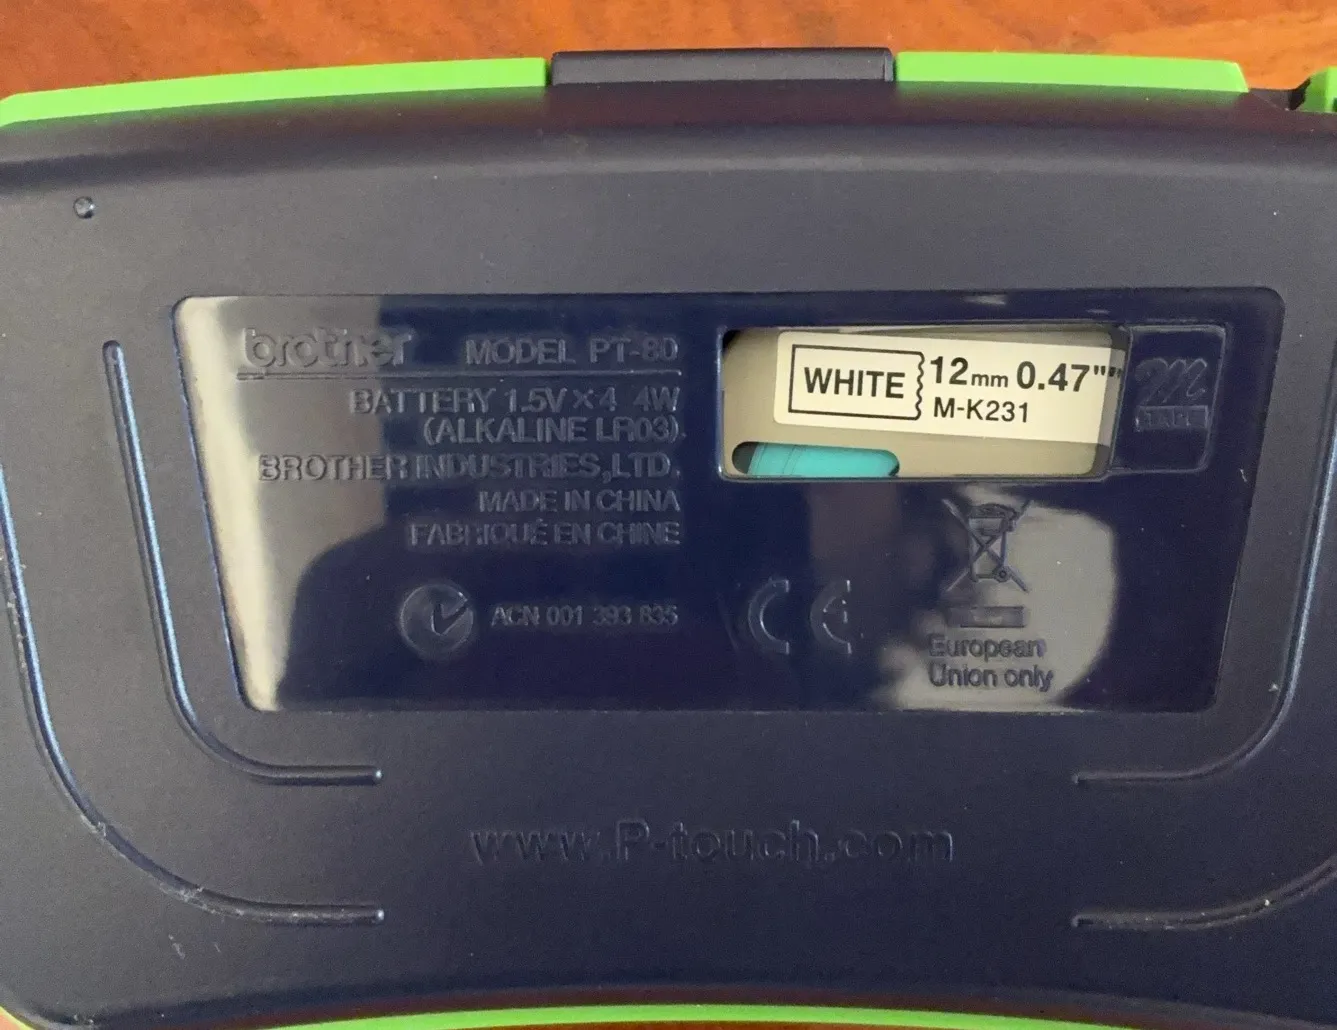 brother MODEL PT-80
BATTERY 1.5V×4 4W
(ALKALINE LR03)
BROTHER INDUSTRIES,LTD.
MADE IN CHINA
FABRIQUÉ EN CHINE
ACN 001 393 835
WHITE 12mm 0.47"
M-K231
M
TAPE
CE
European
Union only
www.P-touch.com